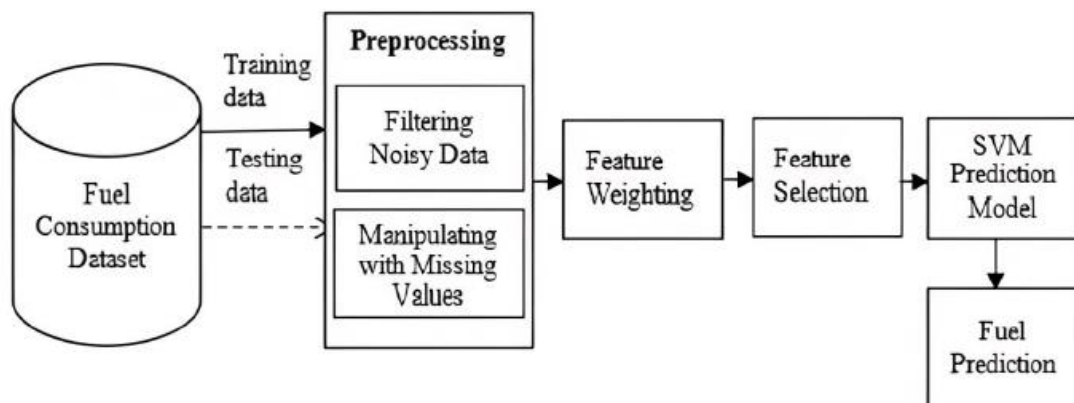 Fuel
Consumption
Dataset
Training
data
Testing
data
Preprocessing
Filtering
Noisy Data
Manipulating
with Missing
Values
Feature
Weighting
Feature
Selection
SVM
Prediction
Model
Fuel
Prediction